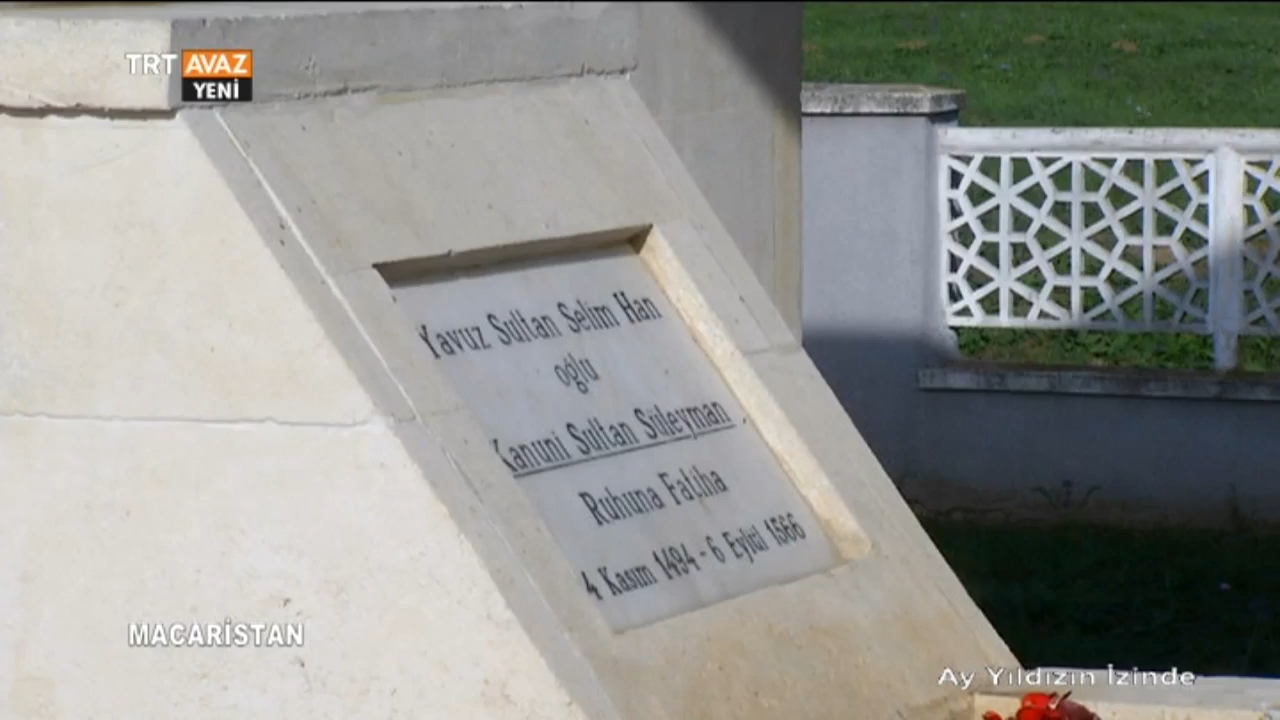 TRT AVAZ
YENİ
Yavuz Sultan Selim Han
oğlu
Kanuni Sultan Süleyman
Ruhuna Fatiha
4 Kasım 1494 - 6 Eylül 1566
MACARİSTAN
Ay Yıldızın İzinde